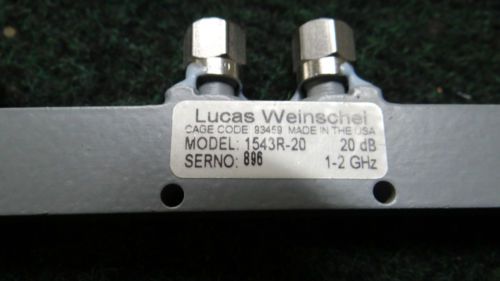 Lucas Weinschel
CAGE CODE: 93459 MADE IN THE USA
MODEL: 1543R-20 20 dB
SERNO: 896 1-2 GHz